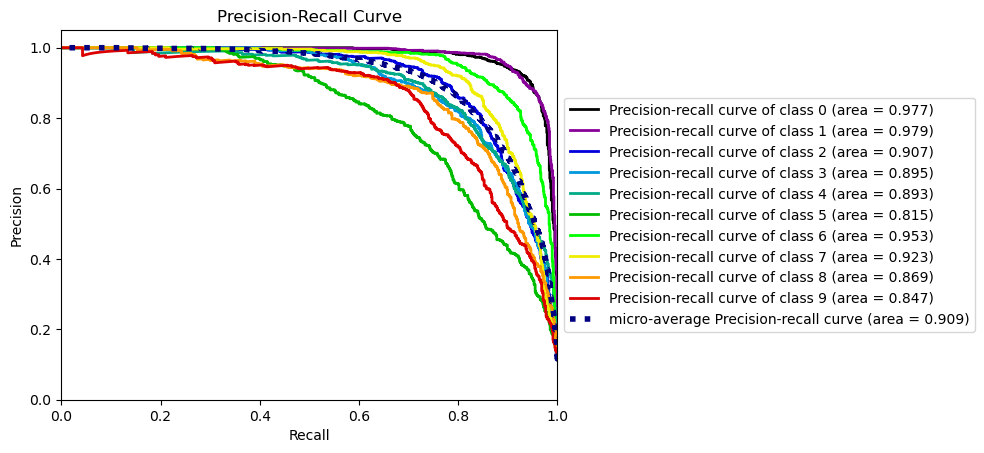 Precision-Recall Curve
1.0
0.8
0.6
0.4
0.2
0.0
Precision
0.0 0.2 0.4 0.6 0.8 1.0
Recall
Precision-recall curve of class 0 (area = 0.977)
Precision-recall curve of class 1 (area = 0.979)
Precision-recall curve of class 2 (area = 0.907)
Precision-recall curve of class 3 (area = 0.895)
Precision-recall curve of class 4 (area = 0.893)
Precision-recall curve of class 5 (area = 0.815)
Precision-recall curve of class 6 (area = 0.953)
Precision-recall curve of class 7 (area = 0.923)
Precision-recall curve of class 8 (area = 0.869)
Precision-recall curve of class 9 (area = 0.847)
micro-average Precision-recall curve (area = 0.909)